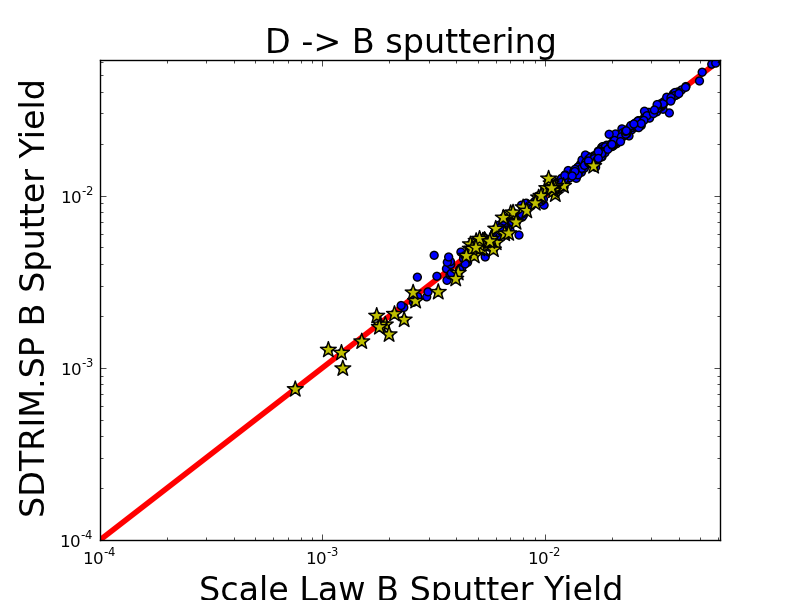 D -> B sputtering
SDTRIM.SP B Sputter Yield
10^-2
10^-3
10^-4
10^-4 10^-3 10^-2
Scale Law B Sputter Yield